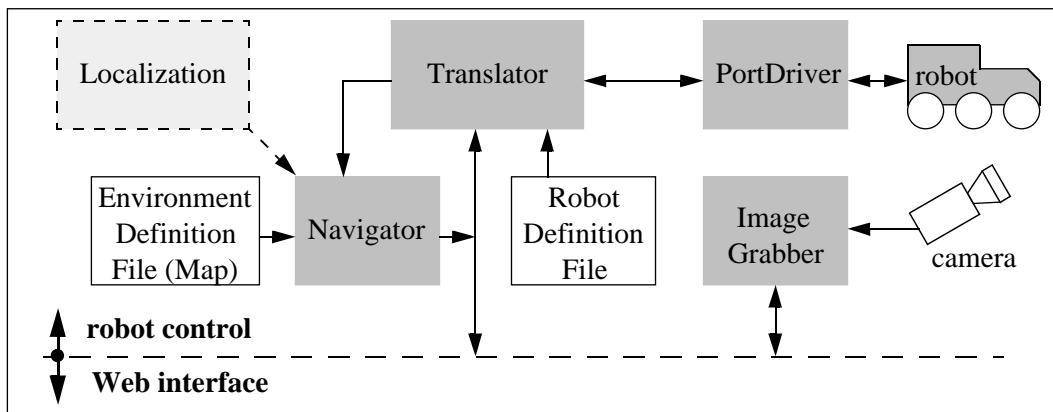 Localization
Translator
PortDriver
robot
Environment
Definition
File (Map)
Navigator
Robot
Definition
File
Image
Grabber
camera
robot control
Web interface